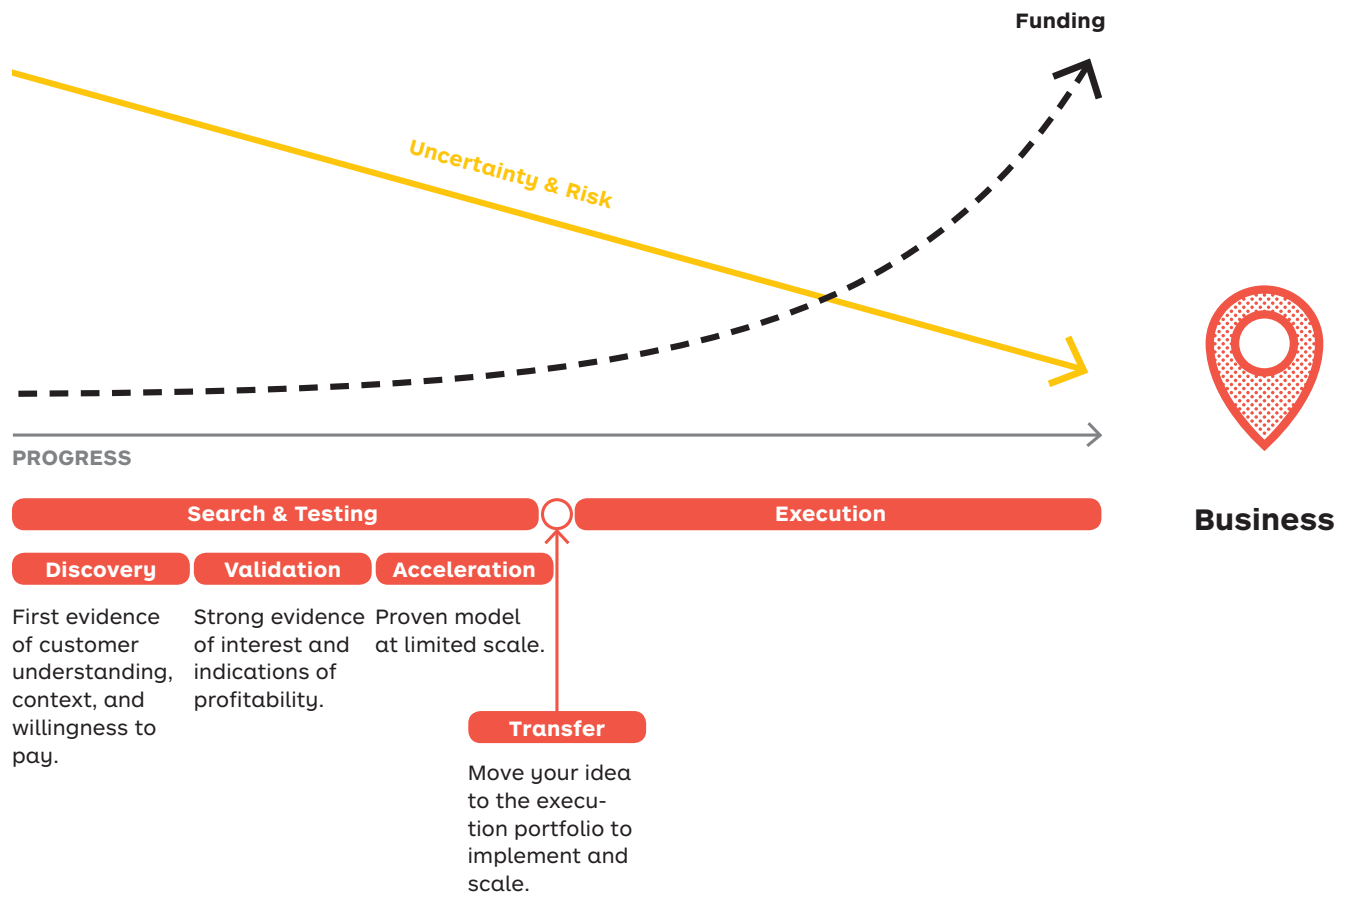 Funding
Uncertainty & Risk
PROGRESS
Search & Testing
Execution
Business
Discovery
First evidence
of customer
understanding,
context, and
willingness to
pay.
Validation
Strong evidence
of interest and
indications of
profitability.
Acceleration
Proven model
at limited scale.
Transfer
Move your idea
to the execu-
tion portfolio to
implement and
scale.